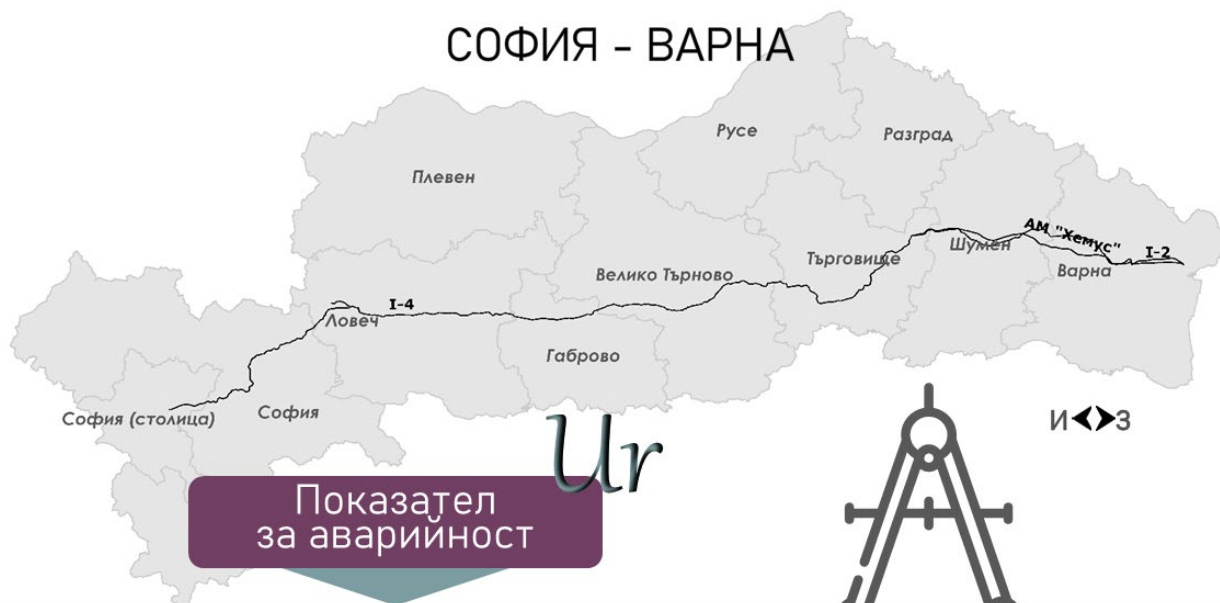 СОФИЯ - ВАРНА
Русе
Разград
Плевен
АМ "Хемус"
Шумен
I-2
Търговище
Варна
Велико Търново
I-4
Ловеч
Габрово
София (столица)
София
И З
Ur
Показател
за аварийност